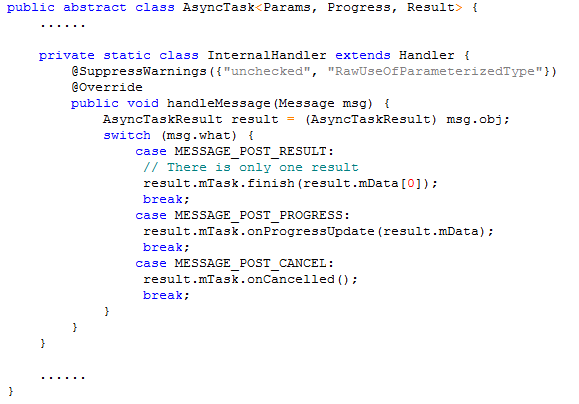 public abstract class AsyncTask<Params, Progress, Result> {
    ......

    private static class InternalHandler extends Handler {
        @SuppressWarnings({"unchecked", "RawUseOfParameterizedType"})
        @Override
        public void handleMessage(Message msg) {
            AsyncTaskResult result = (AsyncTaskResult) msg.obj;
            switch (msg.what) {
                case MESSAGE_POST_RESULT:
                 // There is only one result
                 result.mTask.finish(result.mData[0]);
                 break;
                case MESSAGE_POST_PROGRESS:
                 result.mTask.onProgressUpdate(result.mData);
                 break;
                case MESSAGE_POST_CANCEL:
                 result.mTask.onCancelled();
                 break;
            }
        }
    }

    ......
}